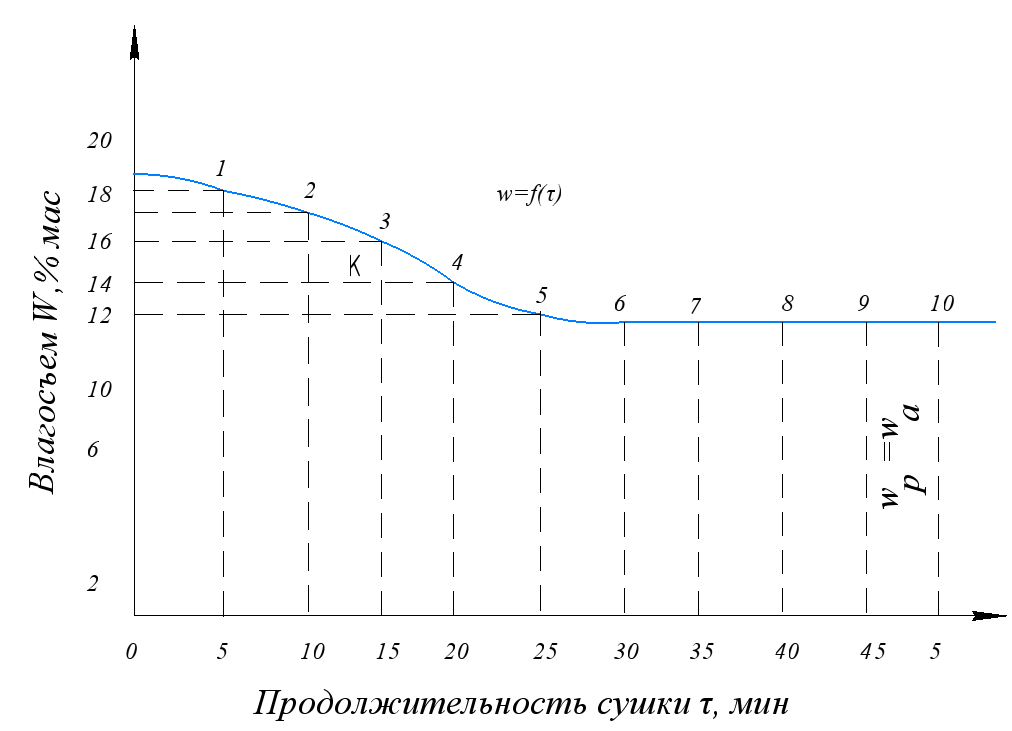 20
1
18
2
w=f(τ)
3
16
К
4
14
5
6
7
8
9
10
12
10
6
2
Влагосъем W,% мас
w =w
р а
0 5 10 15 20 25 30 35 40 45 5
Продолжительность сушки τ, мин